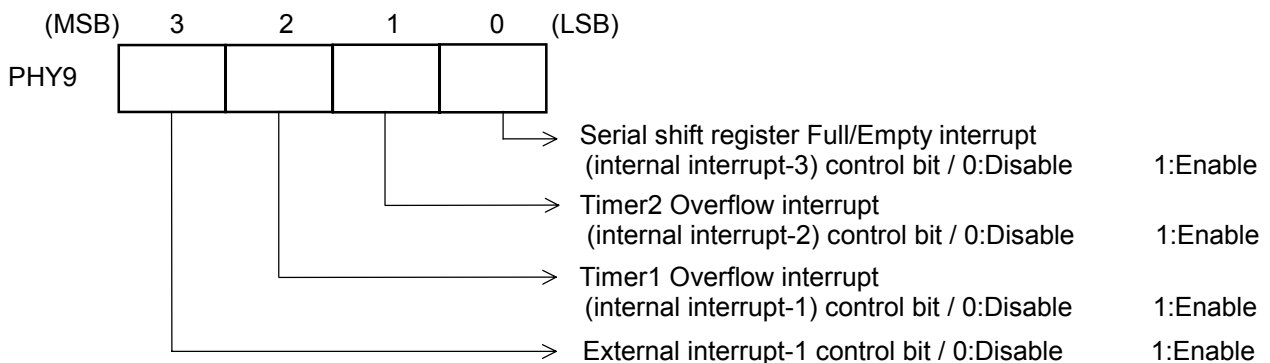 (MSB) 3 2 1 0 (LSB)
PHY9
Serial shift register Full/Empty interrupt
(internal interrupt-3) control bit / 0:Disable 1:Enable
Timer2 Overflow interrupt
(internal interrupt-2) control bit / 0:Disable 1:Enable
Timer1 Overflow interrupt
(internal interrupt-1) control bit / 0:Disable 1:Enable
External interrupt-1 control bit / 0:Disable 1:Enable